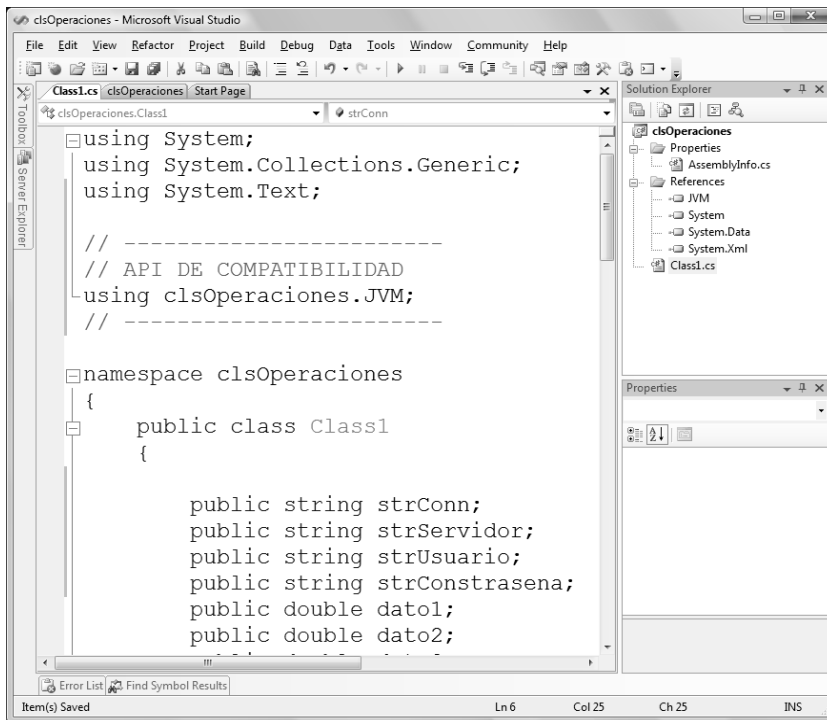 clsOperaciones - Microsoft Visual Studio
File Edit View Refactor Project Build Debug Data Tools Window Community Help
Class1.cs clsOperaciones Start Page
clsOperaciones.Class1 strConn
Toolbox
Server Explorer
using System;
using System.Collections.Generic;
using System.Text;
// ------------------------
// API DE COMPATIBILIDAD
using clsOperaciones.JVM;
// ------------------------
namespace clsOperaciones
{
public class Class1
{
public string strConn;
public string strServidor;
public string strUsuario;
public string strConstrasena;
public double dato1;
public double dato2;
Solution Explorer
clsOperaciones
Properties
AssemblyInfo.cs
References
JVM
System
System.Data
System.Xml
Class1.cs
Properties
Error List Find Symbol Results
Item(s) Saved Ln 6 Col 25 Ch 25 INS